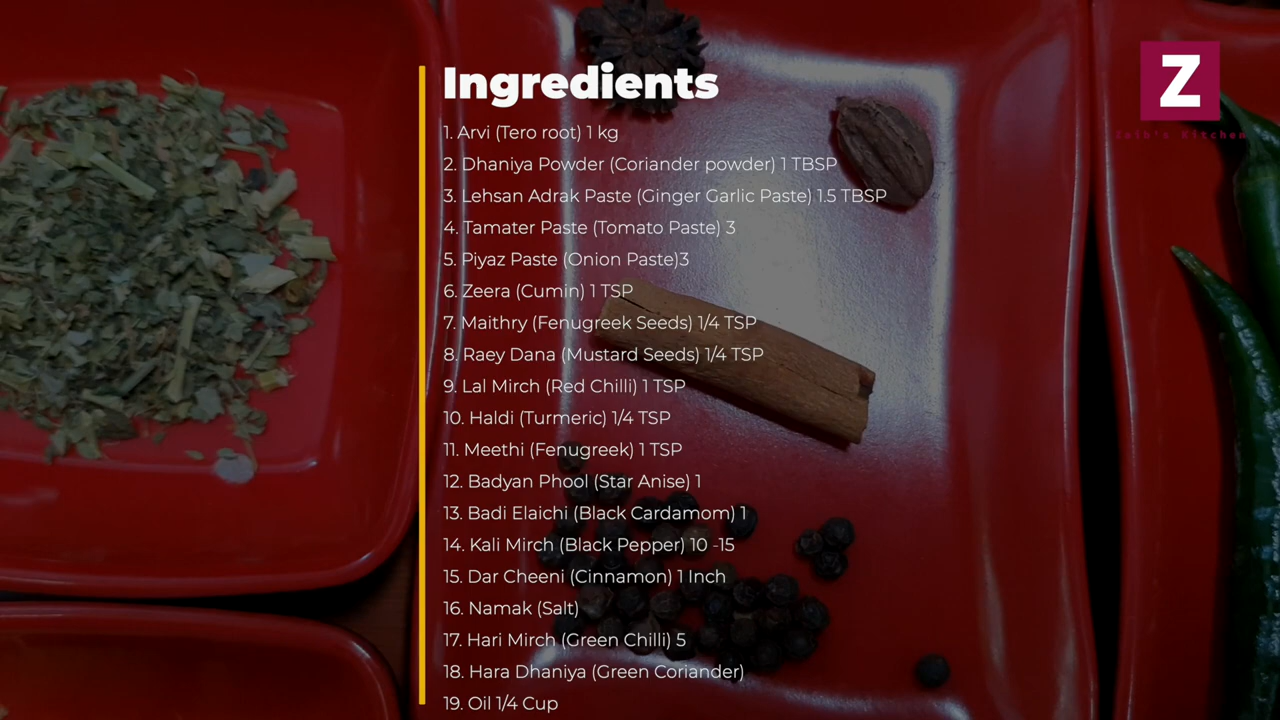 Ingredients
1. Arvi (Tero root) 1 kg
2. Dhaniya Powder (Coriander powder) 1 TBSP
3. Lehsan Adrak Paste (Ginger Garlic Paste) 1.5 TBSP
4. Tamater Paste (Tomato Paste) 3
5. Piyaz Paste (Onion Paste)3
6. Zeera (Cumin) 1 TSP
7. Maithry (Fenugreek Seeds) 1/4 TSP
8. Raey Dana (Mustard Seeds) 1/4 TSP
9. Lal Mirch (Red Chilli) 1 TSP
10. Haldi (Turmeric) 1/4 TSP
11. Meethi (Fenugreek) 1 TSP
12. Badyan Phool (Star Anise) 1
13. Badi Elaichi (Black Cardamom) 1
14. Kali Mirch (Black Pepper) 10 -15
15. Dar Cheeni (Cinnamon) 1 Inch
16. Namak (Salt)
17. Hari Mirch (Green Chilli) 5
18. Hara Dhaniya (Green Coriander)
19. Oil 1/4 Cup
Z
Zaib's Kitchen